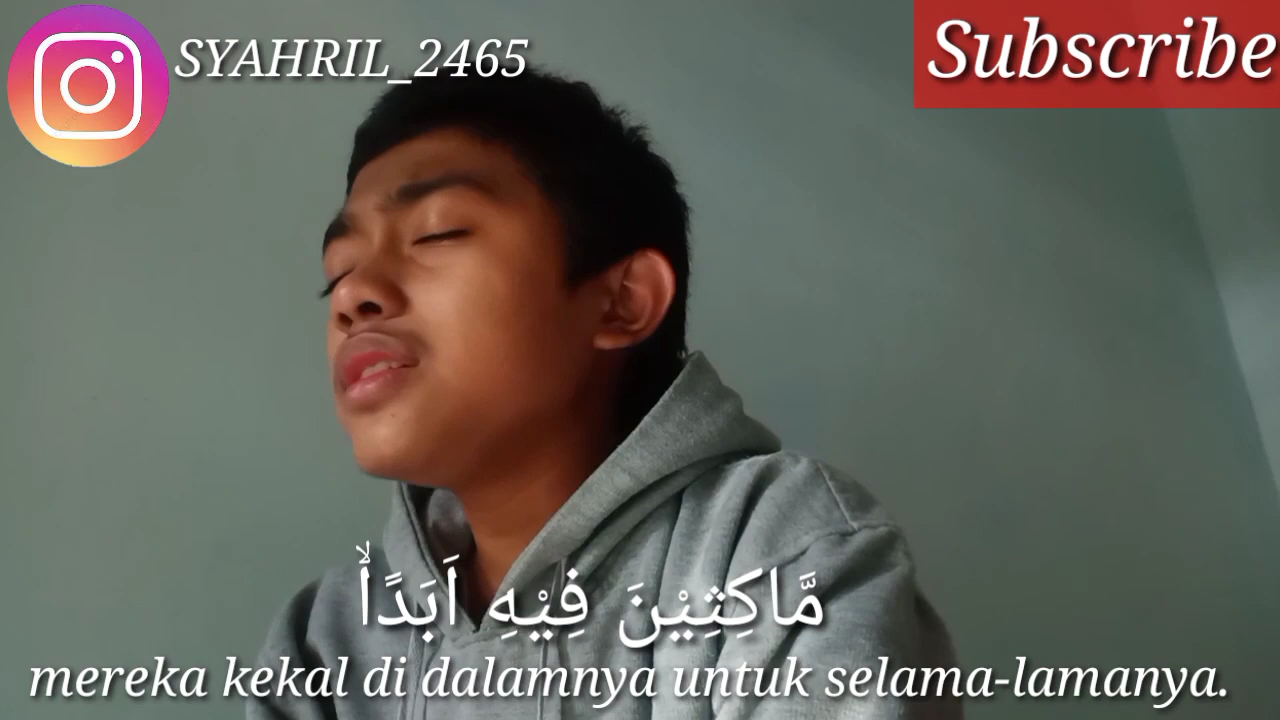 SYAHRIL_2465
Subscribe
مَّاكِثِيْنَ فِيْهِ اَبَدًاۙ
mereka kekal di dalamnya untuk selama-lamanya.